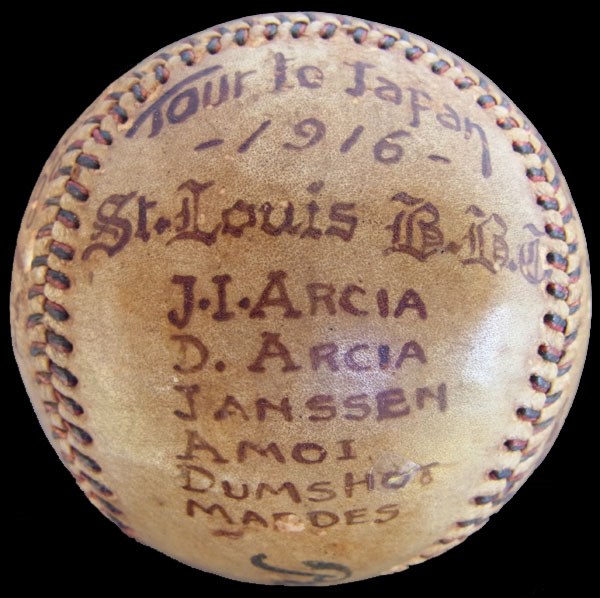 Tour to Japan
-1916-
St. Louis B.B.C
J.I. ARCIA
D. ARCIA
JANSSEN
AMOI.
DUMSHOT
MARDES